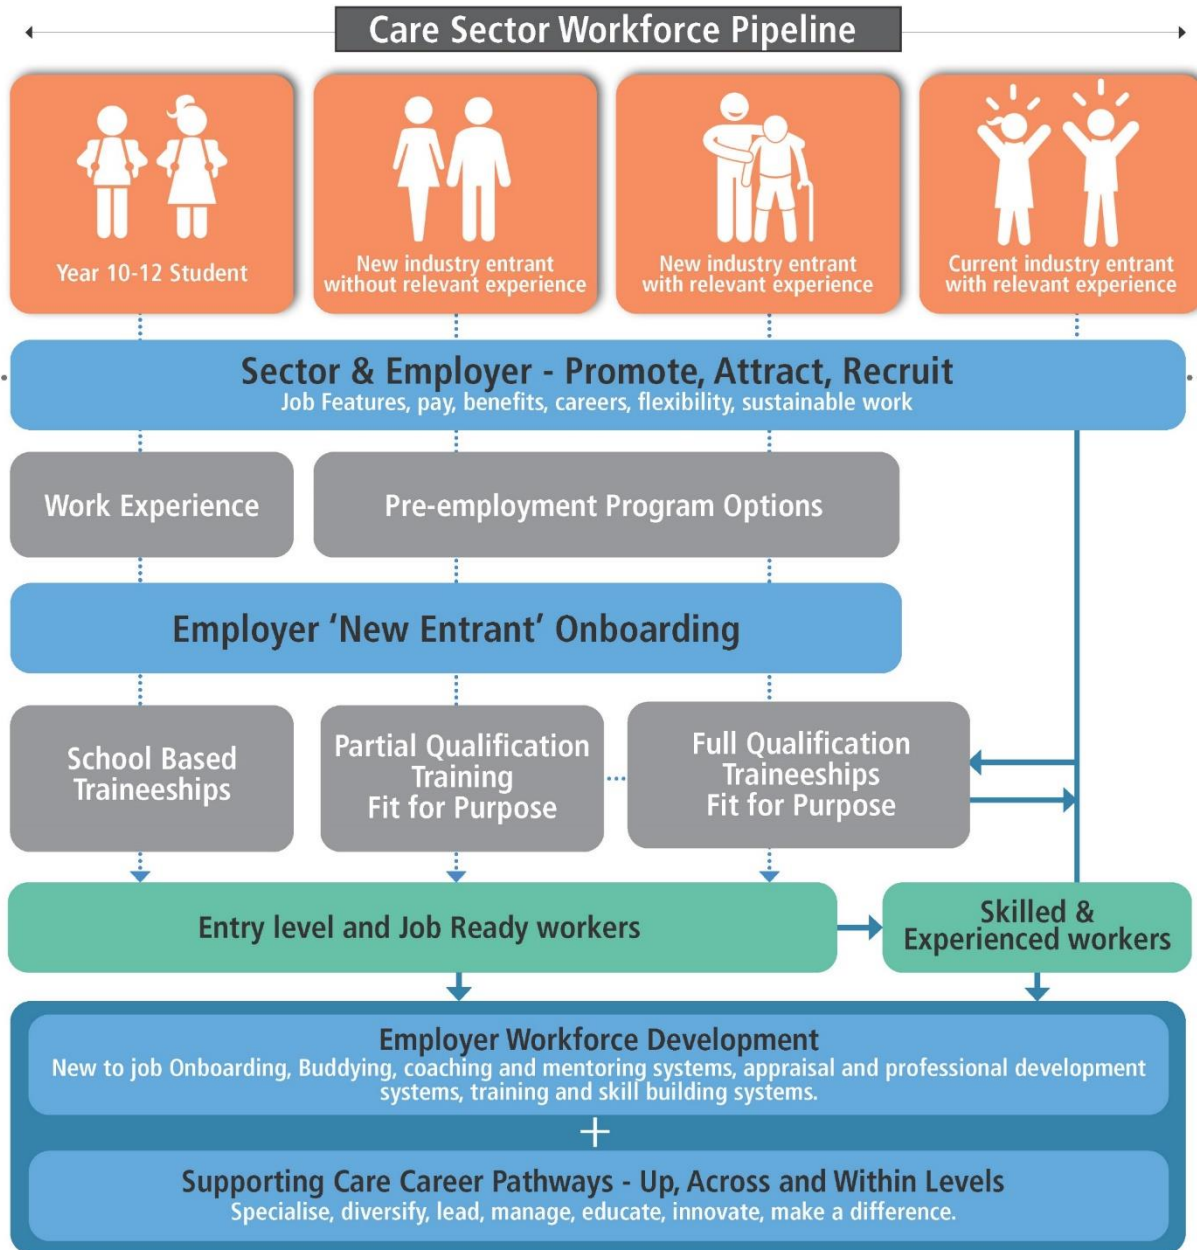 Care Sector Workforce Pipeline
Year 10-12 Student
New industry entrant
without relevant experience
New industry entrant
with relevant experience
Current industry entrant
with relevant experience
Sector & Employer - Promote, Attract, Recruit
Job Features, pay, benefits, careers, flexibility, sustainable work
Work Experience
Pre-employment Program Options
Employer ‘New Entrant’ Onboarding
School Based
Traineeships
Partial Qualification
Training
Fit for Purpose
Full Qualification
Traineeships
Fit for Purpose
Entry level and Job Ready workers
Skilled &
Experienced workers
Employer Workforce Development
New to job Onboarding, Buddying, coaching and mentoring systems, appraisal and professional development
systems, training and skill building systems.
+
Supporting Care Career Pathways - Up, Across and Within Levels
Specialise, diversify, lead, manage, educate, innovate, make a difference.